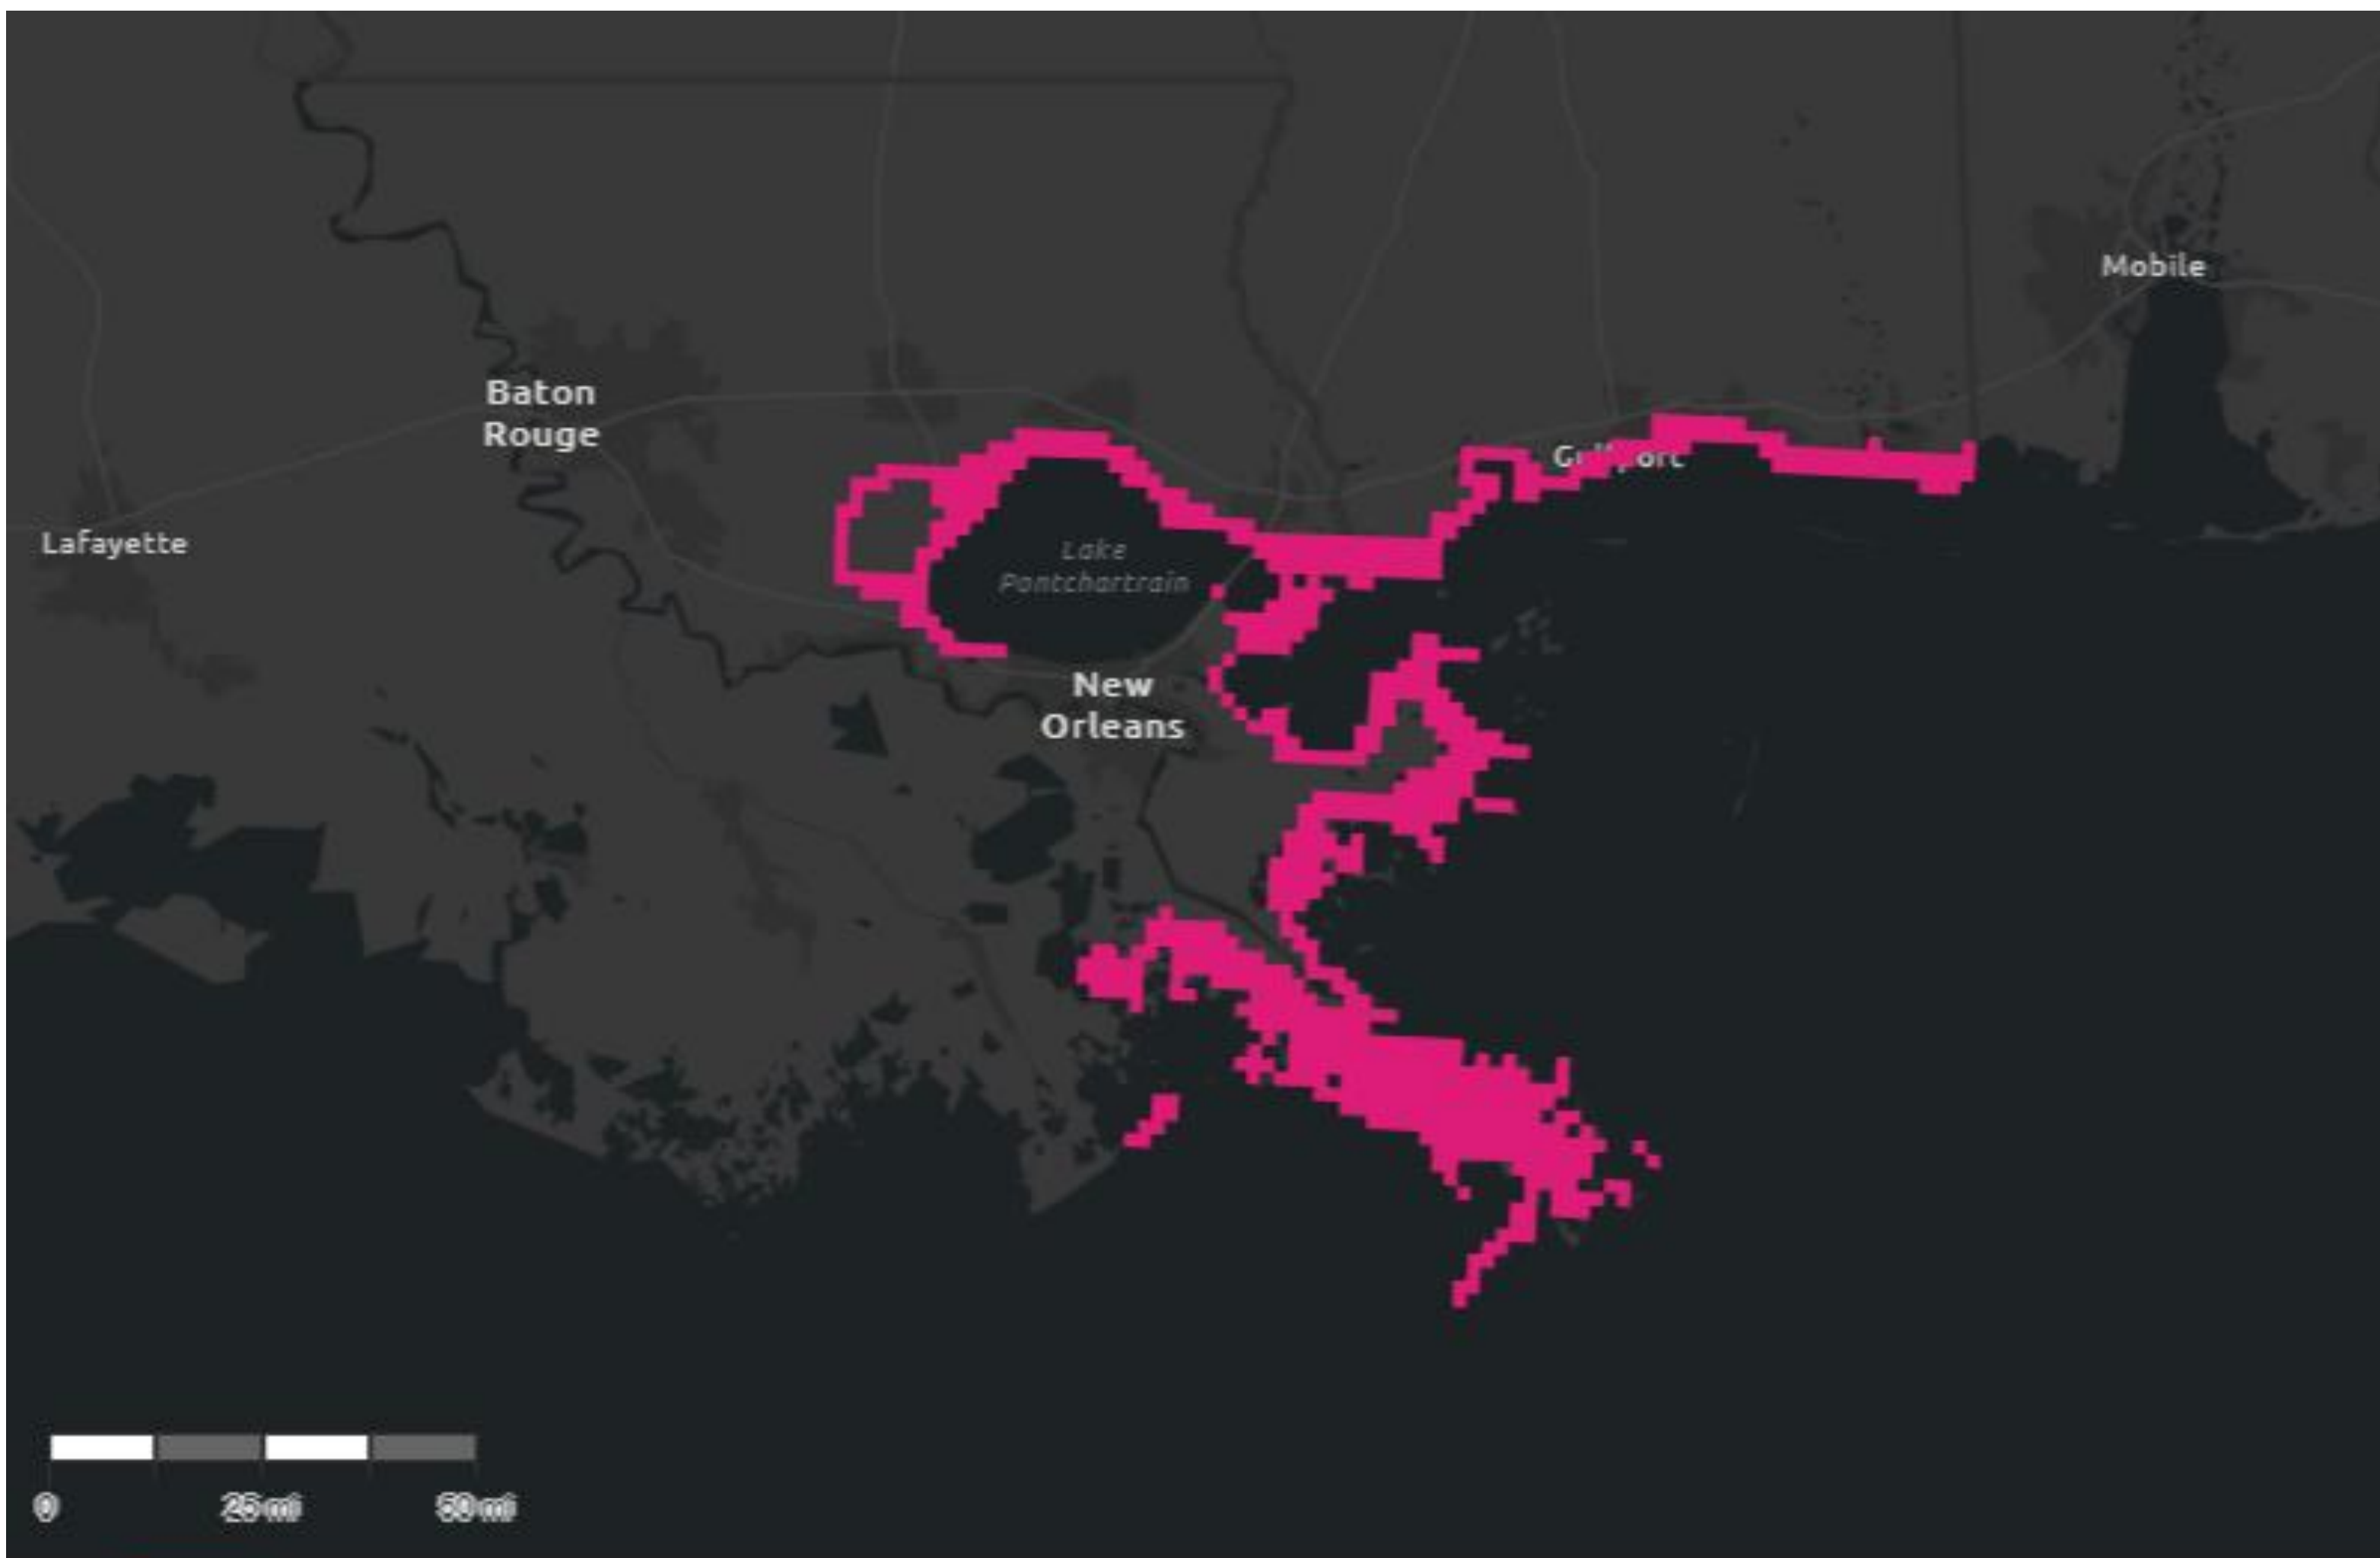 Mobile
Baton
Rouge
Lafayette
Lake
Pontchartrain
New
Orleans
0 25 mi 50 mi